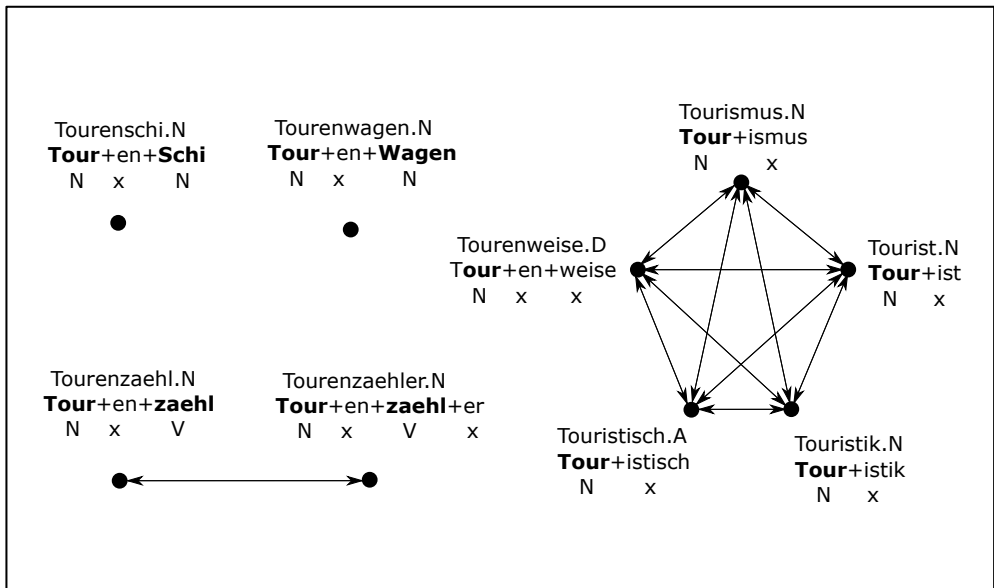 Tourenschi.N
Tour+en+Schi
N x N
Tourenwagen.N
Tour+en+Wagen
N x N
Tourismus.N
Tour+ismus
N x
Tourenweise.D
Tour+en+weise
N x x
Tourist.N
Tour+ist
N x
Tourenzaehl.N
Tour+en+zaehl
N x V
Tourenzaehler.N
Tour+en+zaehl+er
N x V x
Touristisch.A
Tour+istisch
N x
Touristik.N
Tour+istik
N x